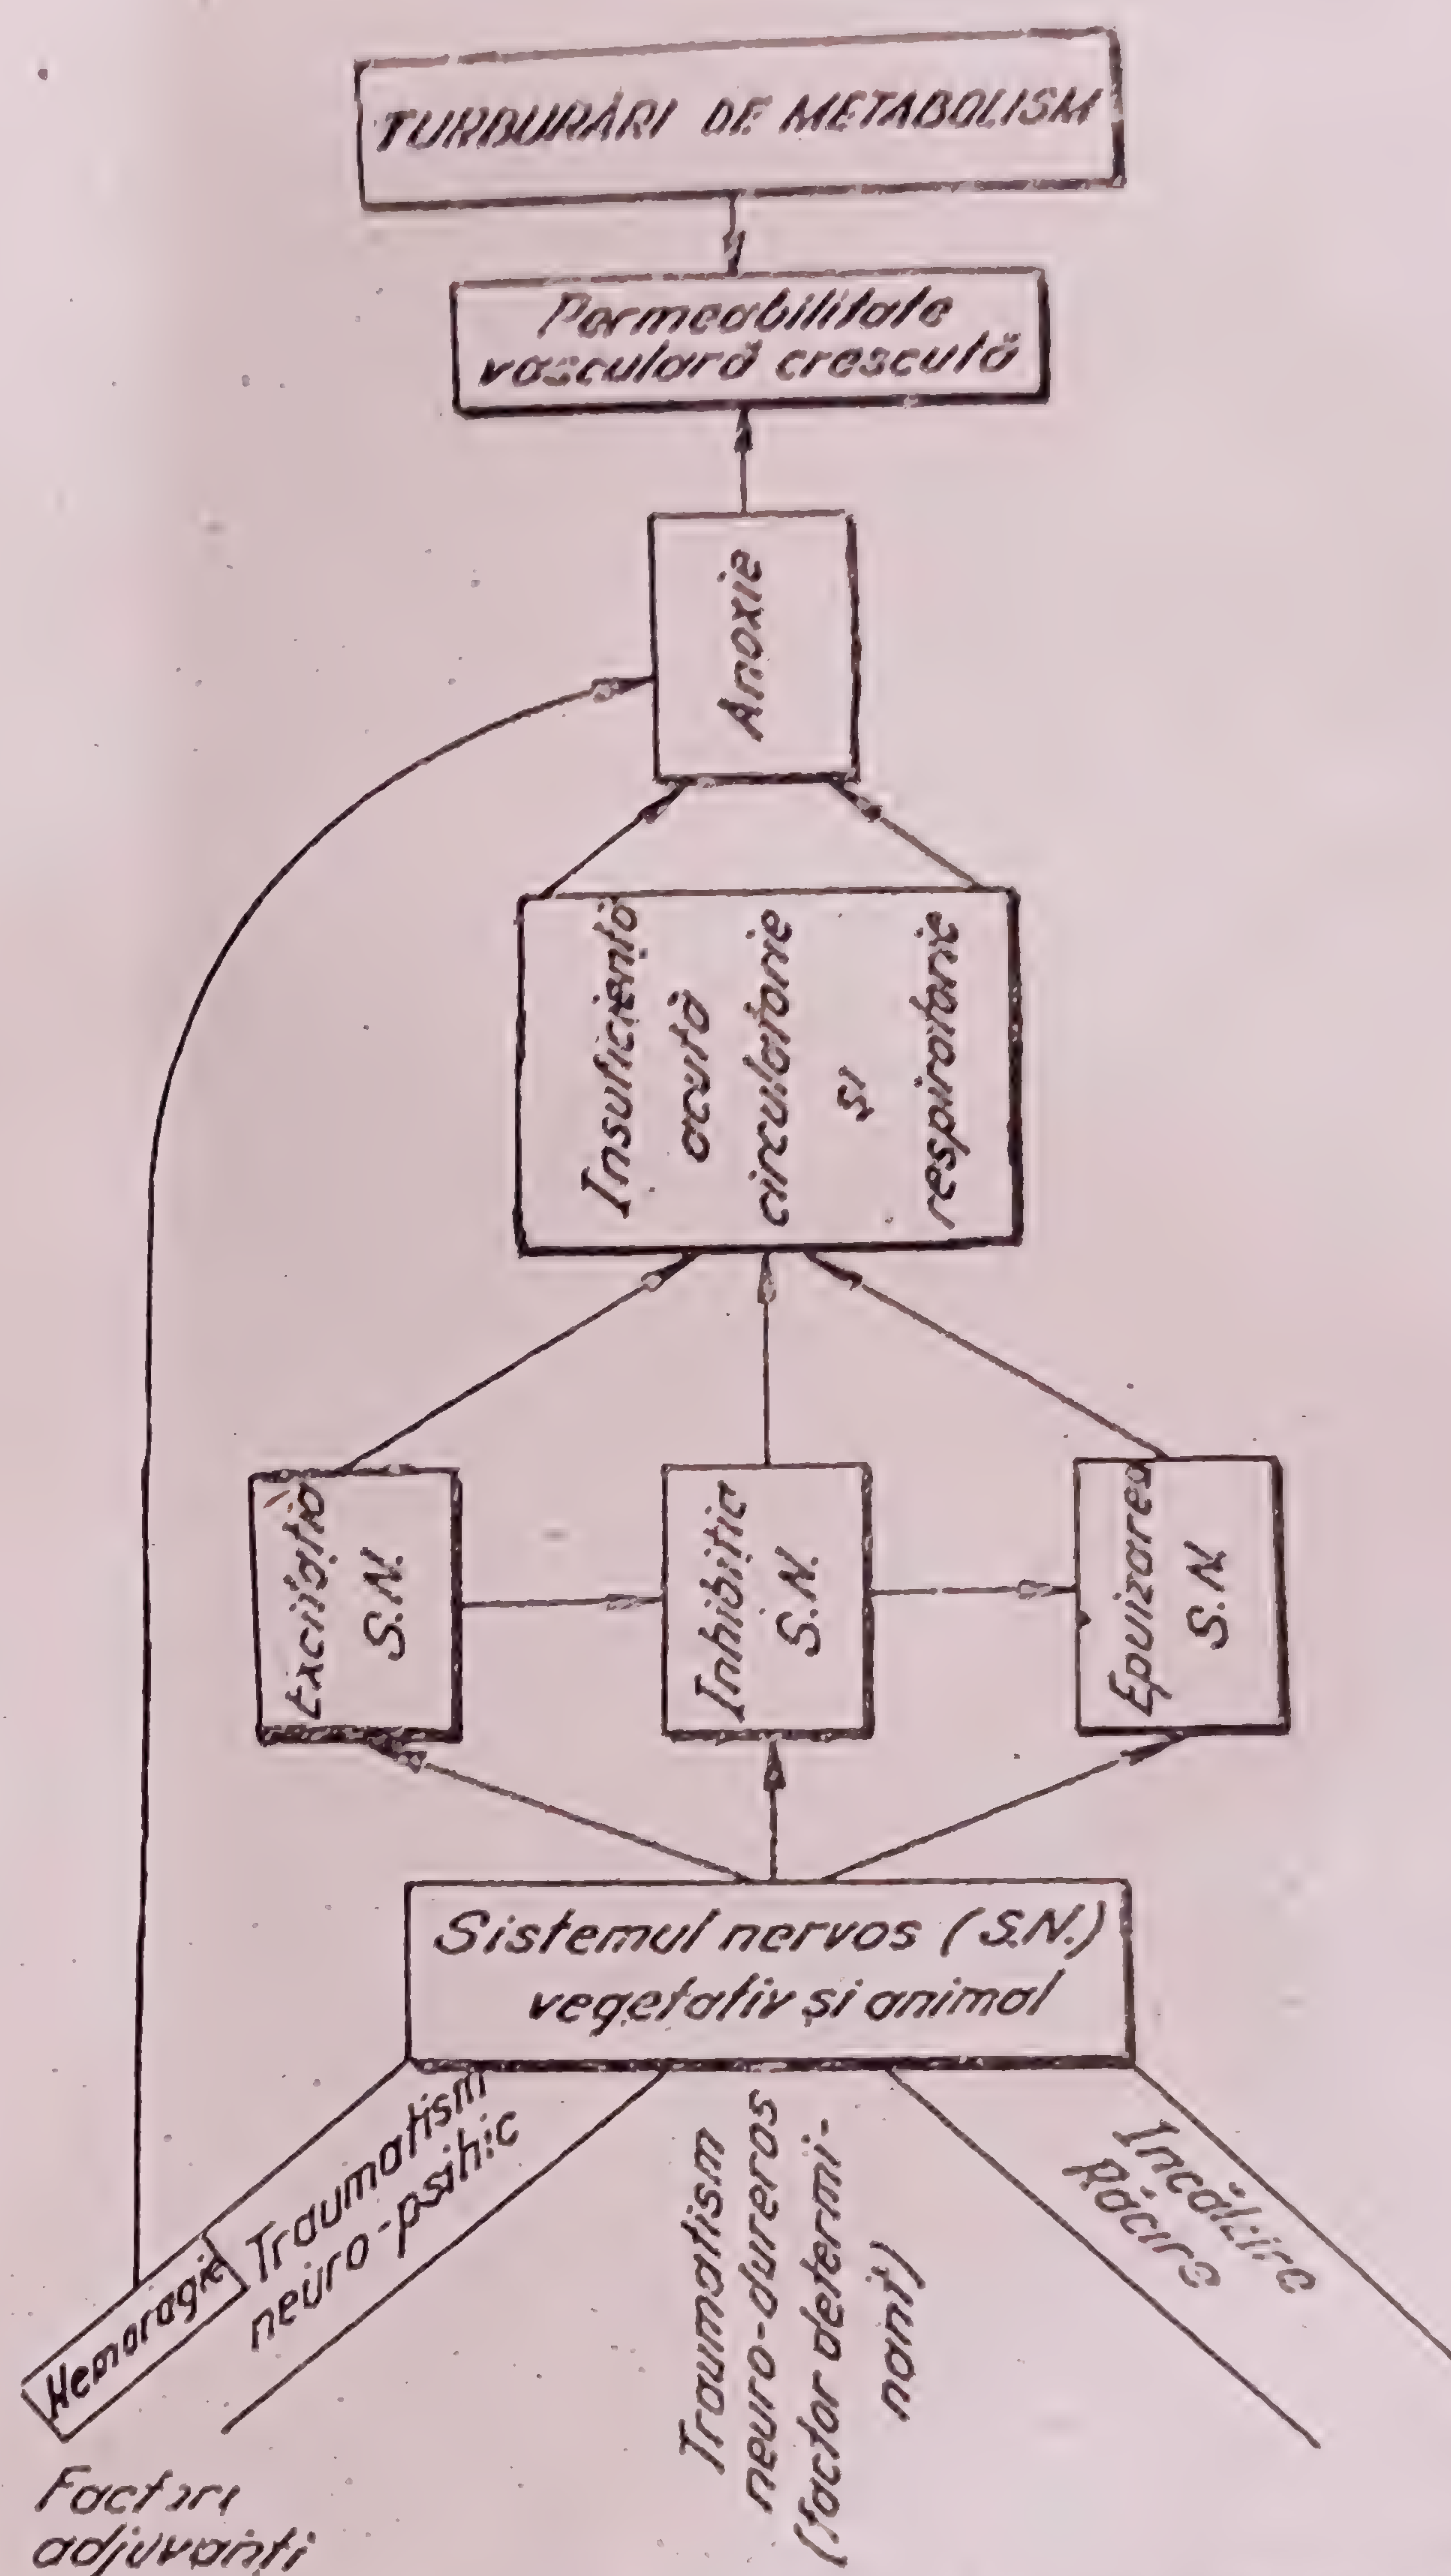 TURBURĂRI DE METABOLISM
Permeabilitate
vasculară crescută
Anoxie
Insuficiență
acută
circulatorie
și
respiratorie
Excitația
S.N.
Inhibiție
S.N.
Epuizarea
S.N.
Sistemul nervos (S.N.)
vegetativ și animal
Hemoragie
Traumatism
neuro-psihic
Traumatism
neuro-dureros
(factor determi-
nant)
Încălzire
Răcire
Factori
adjuvanți